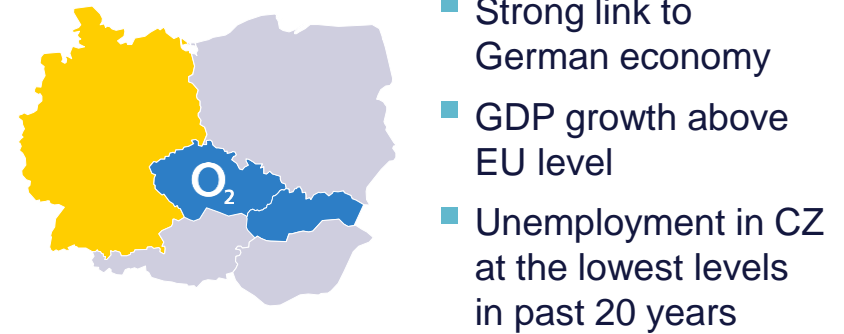 Strong link to
German economy
GDP growth above
EU level
Unemployment in CZ
at the lowest levels
in past 20 years
O2